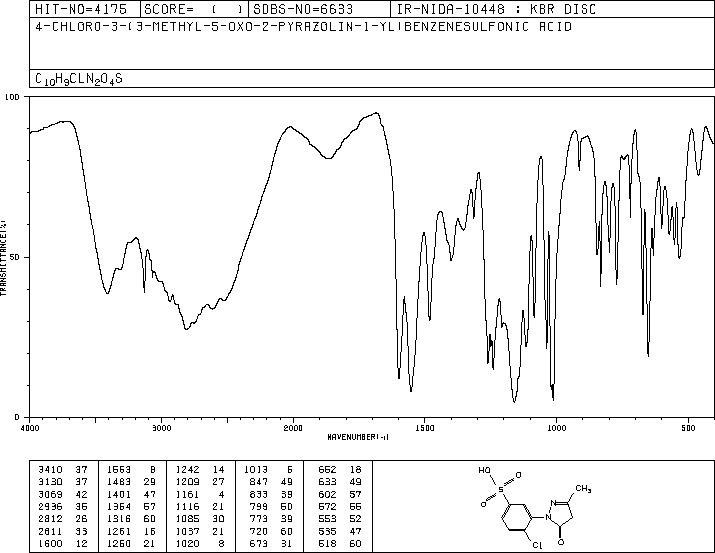 HIT-NO=4175 SCORE= ( ) SDBS-NO=6633 IR-NIDA-10448 : KBR DISC
4-CHLORO-3-(3-METHYL-5-OXO-2-PYRAZOLIN-1-YL)BENZENESULFONIC ACID
C10H9CLN2O4S
100
50
0
TRANSMITTANCE(%)
4000 3000 2000 1500 1000 500
WAVENUMBER(-1)
3410 37 1553 8 1242 14 1013 5 652 18
3130 37 1483 29 1209 27 847 49 633 49
3069 42 1401 47 1161 4 833 39 602 57
2936 35 1364 57 1116 21 799 50 572 55
2812 26 1316 60 1085 30 773 39 553 52
2611 33 1261 16 1037 21 720 60 535 47
1600 12 1250 21 1020 8 673 31 518 60
HO
O
S
O
N
N
CH3
O
Cl